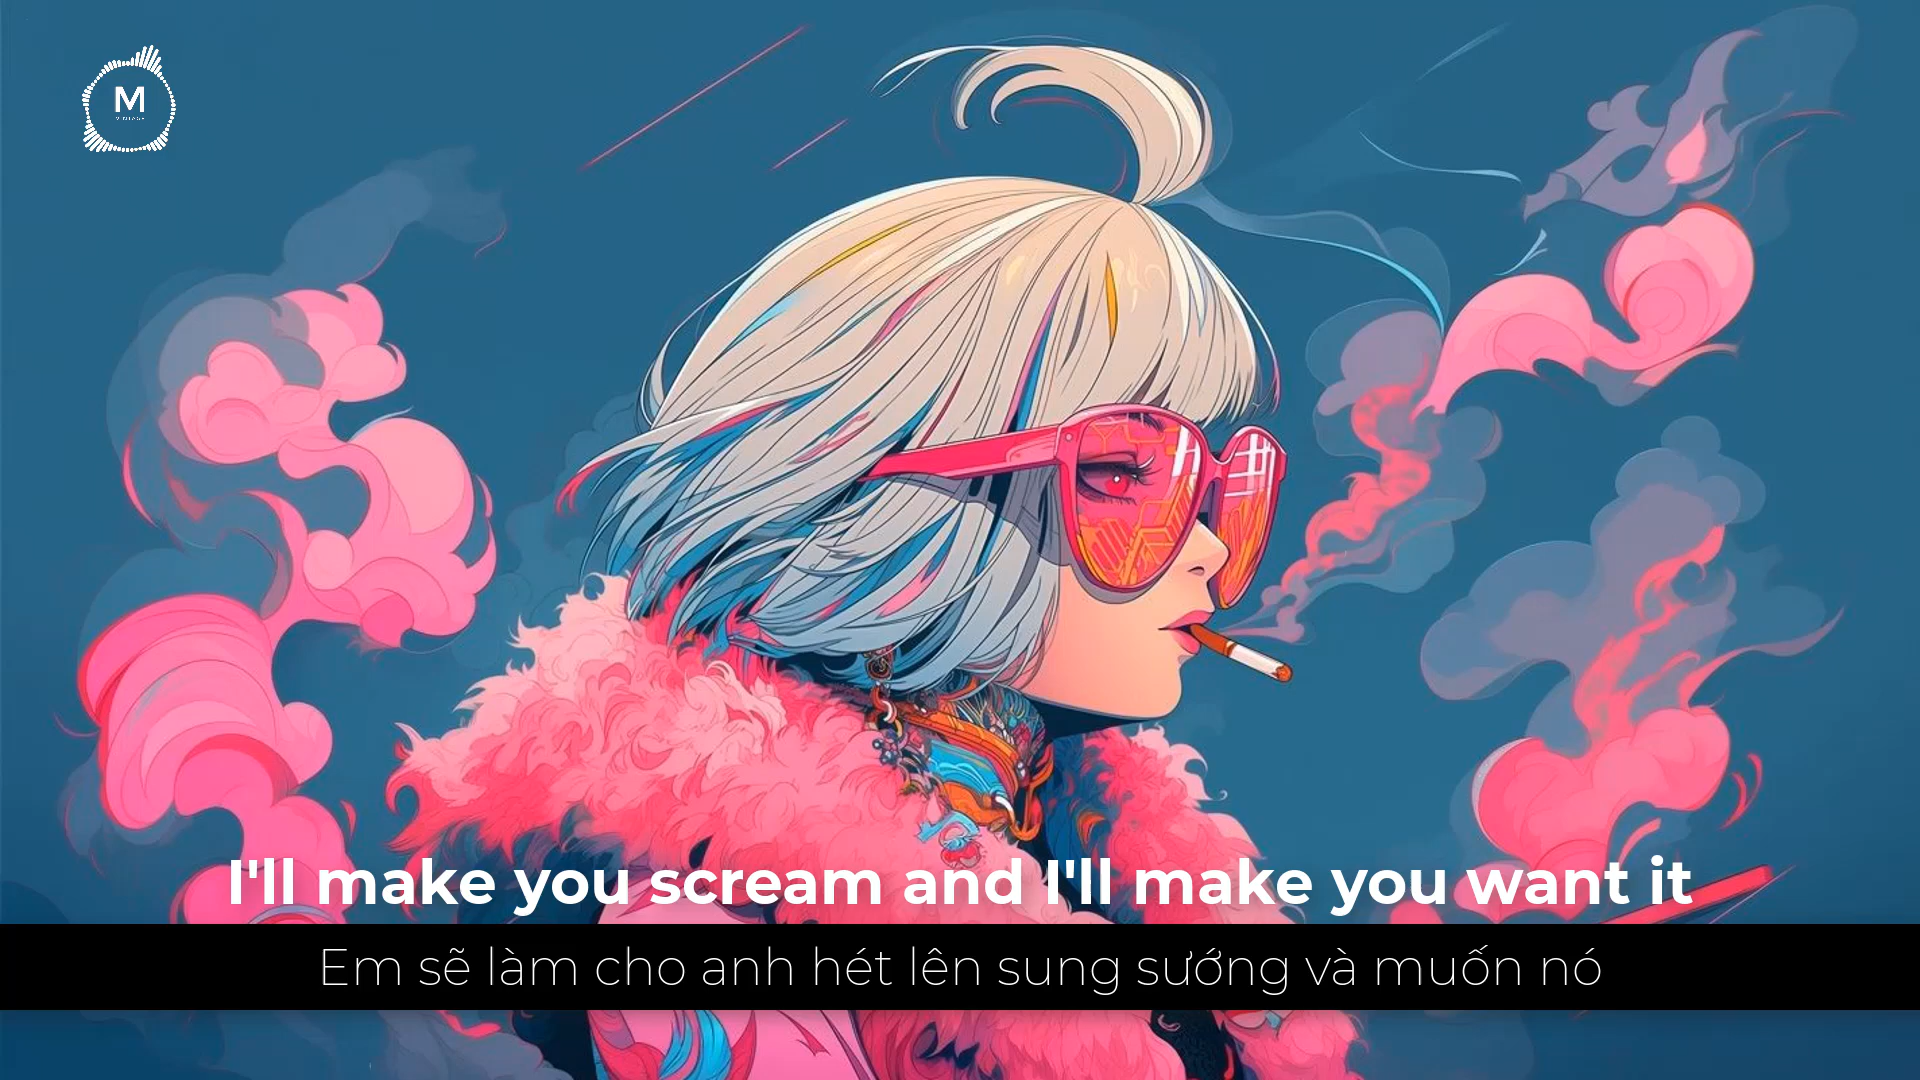 M
VINTAGE
I'll make you scream and I'll make you want it
Em sẽ làm cho anh hét lên sung sướng và muốn nó